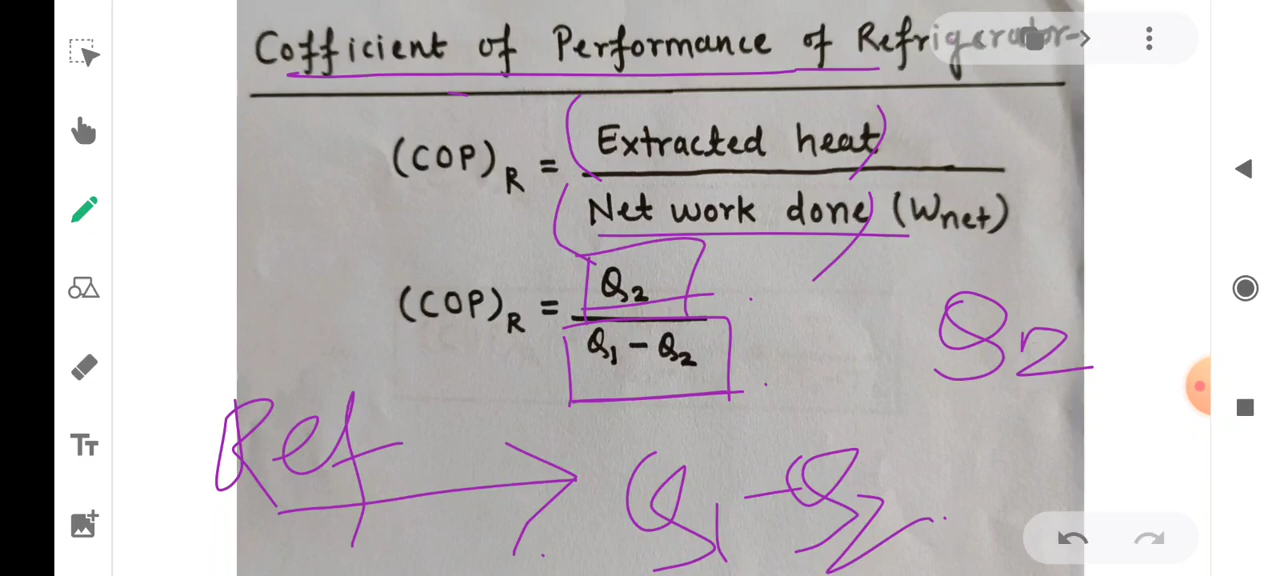 Cofficient of Performance of Refrigerator->
(COP)R = Extracted heat
Net work done (Wnet)
(COP)R = Q2
Q1 - Q2
Q2
Ref
Q1 - Q2
Tт